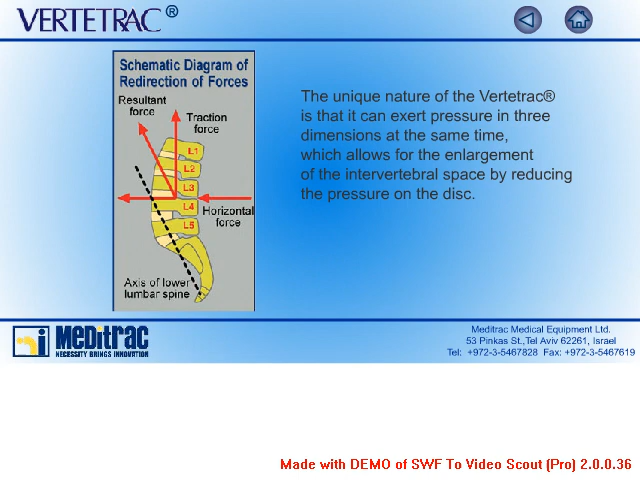 VERTETRAC®
Schematic Diagram of
Redirection of Forces
Resultant
force
Traction
force
L1
L2
L3
L4
L5
Horizontal
force
Axis of lower
lumbar spine
The unique nature of the Vertetrac®
is that it can exert pressure in three
dimensions at the same time,
which allows for the enlargement
of the intervertebral space by reducing
the pressure on the disc.
Meditrac
NECESSITY BRINGS INNOVATION
Meditrac Medical Equipment Ltd.
53 Pinkas St.,Tel Aviv 62261, Israel
Tel: +972-3-5467828 Fax: +972-3-5467619
Made with DEMO of SWF To Video Scout (Pro) 2.0.0.36